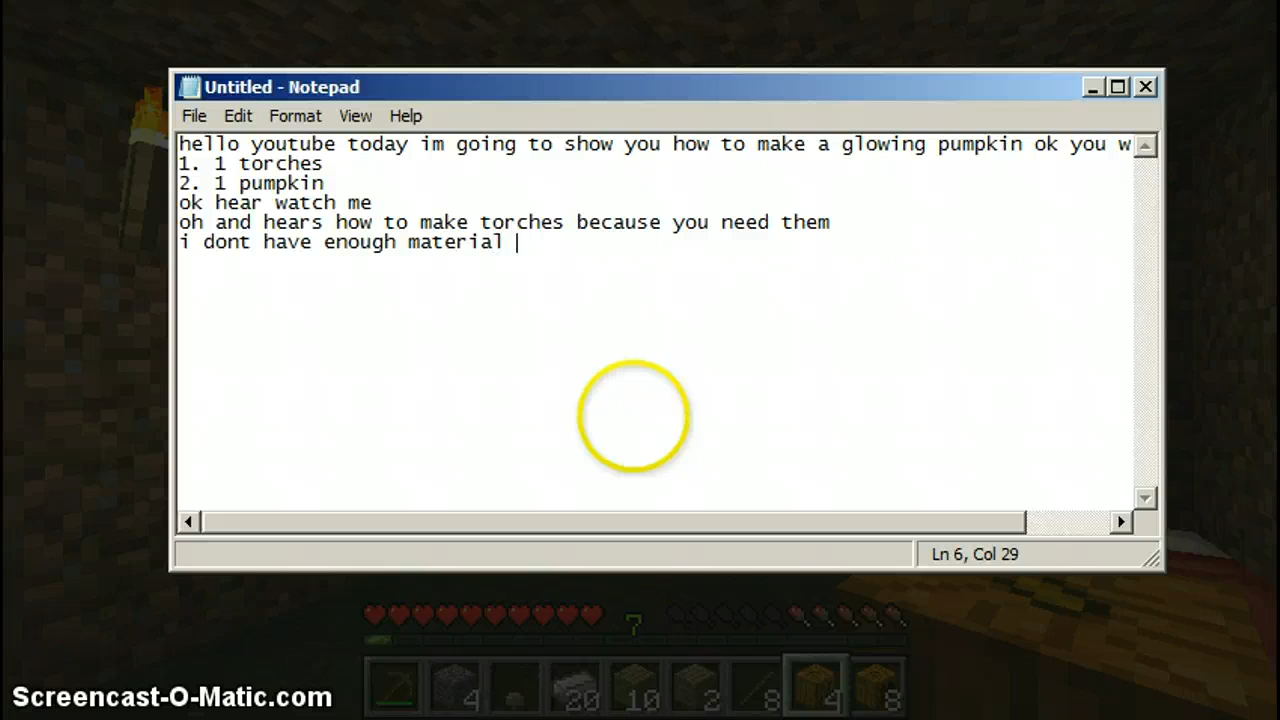 Untitled - Notepad
File Edit Format View Help
hello youtube today im going to show you how to make a glowing pumpkin ok you w
1. 1 torches
2. 1 pumpkin
ok hear watch me
oh and hears how to make torches because you need them
i dont have enough material
Ln 6, Col 29
7
4 20 10 2 8 4 8
Screencast-O-Matic.com